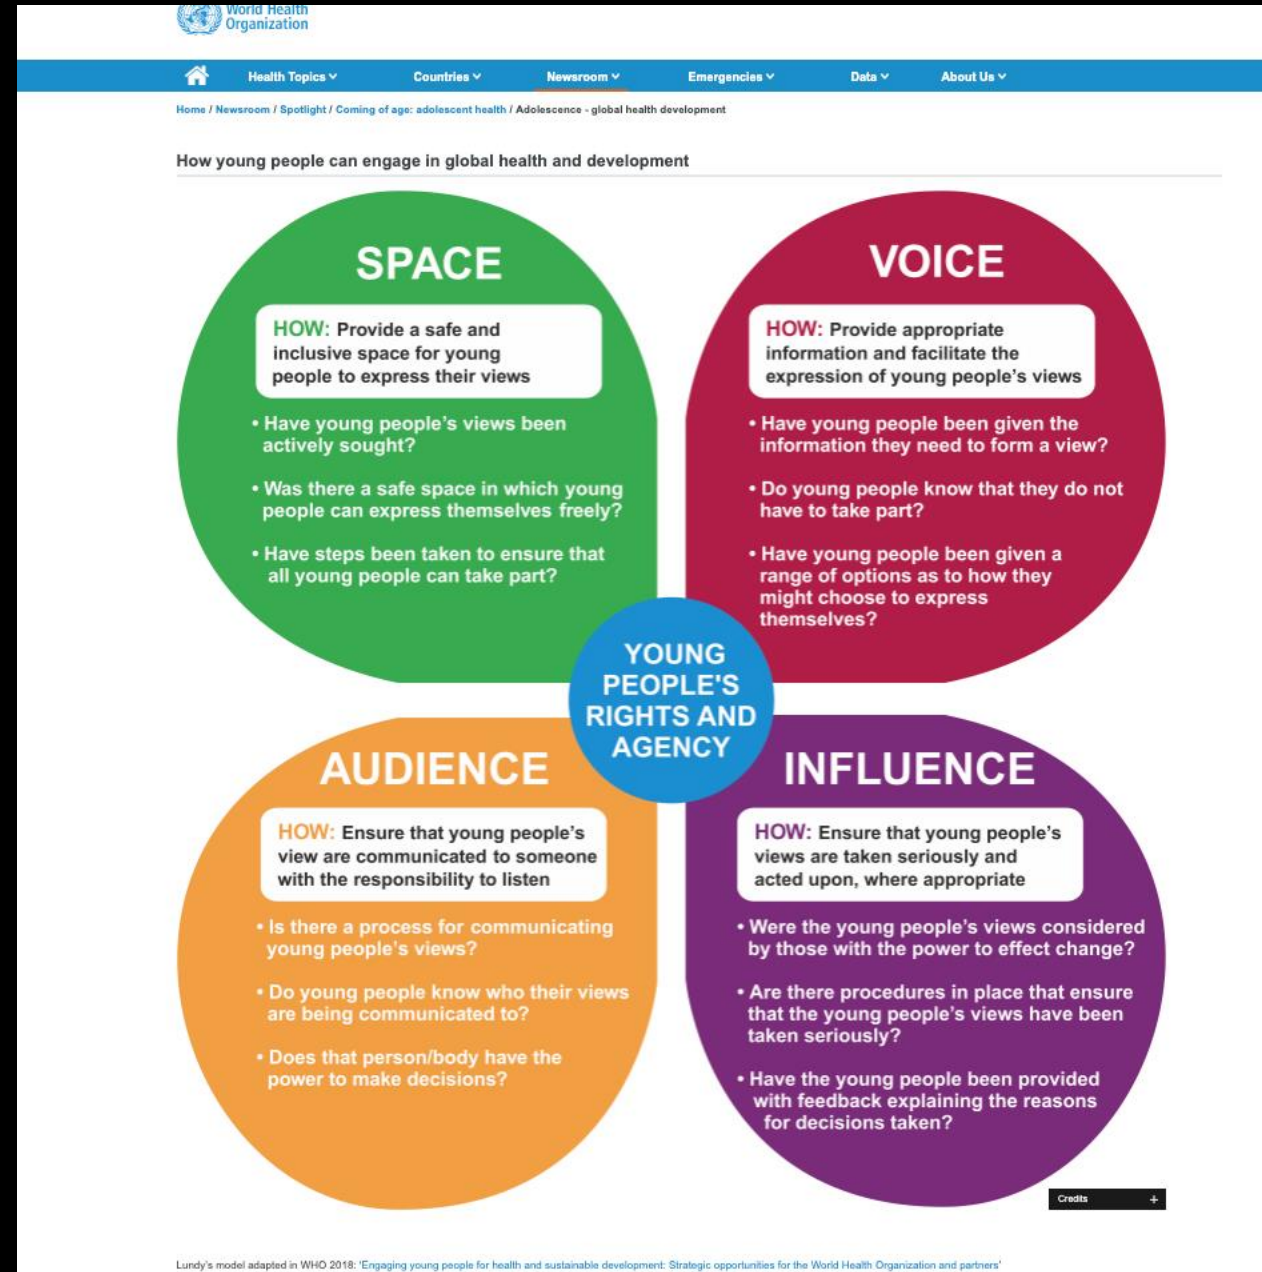 World Health
Organization
Health Topics
Countries
Newsroom
Emergencies
Data
About Us
Home / Newsroom / Spotlight / Coming of age: adolescent health / Adolescence - global health development
How young people can engage in global health and development
SPACE
HOW: Provide a safe and
inclusive space for young
people to express their views
• Have young people's views been
actively sought?
• Was there a safe space in which young
people can express themselves freely?
• Have steps been taken to ensure that
all young people can take part?
VOICE
HOW: Provide appropriate
information and facilitate the
expression of young people's views
• Have young people been given the
information they need to form a view?
• Do young people know that they do not
have to take part?
• Have young people been given a
range of options as to how they
might choose to express
themselves?
YOUNG
PEOPLE'S
RIGHTS AND
AGENCY
AUDIENCE
HOW: Ensure that young people's
view are communicated to someone
with the responsibility to listen
• Is there a process for communicating
young people's views?
• Do young people know who their views
are being communicated to?
• Does that person/body have the
power to make decisions?
INFLUENCE
HOW: Ensure that young people's
views are taken seriously and
acted upon, where appropriate
• Were the young people's views considered
by those with the power to effect change?
• Are there procedures in place that ensure
that the young people's views have been
taken seriously?
• Have the young people been provided
with feedback explaining the reasons
for decisions taken?
Credits +
Lundy's model adapted in WHO 2018: 'Engaging young people for health and sustainable development: Strategic opportunities for the World Health Organization and partners'